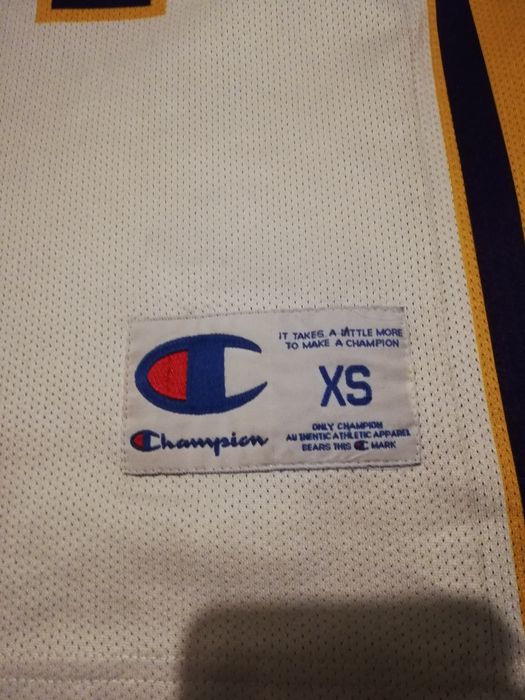 IT TAKES A LITTLE MORE
TO MAKE A CHAMPION
XS
Champion
ONLY CHAMPION
AUTHENTIC ATHLETIC APPAREL
BEARS THIS C MARK